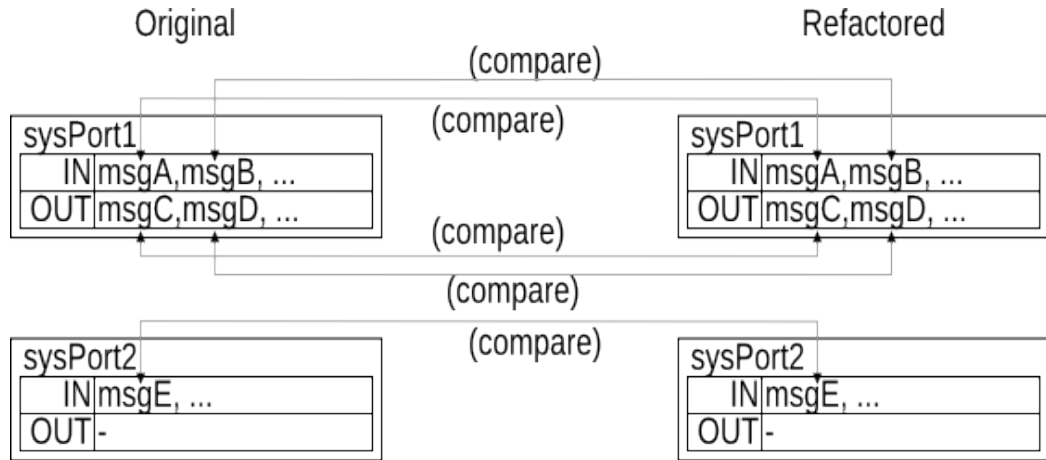 Original Refactored
(compare)
(compare)
sysPort1 sysPort1
IN msgA,msgB, ... IN msgA,msgB, ...
OUT msgC,msgD, ... OUT msgC,msgD, ...
(compare)
(compare)
(compare)
sysPort2 sysPort2
IN msgE, ... IN msgE, ...
OUT - OUT -